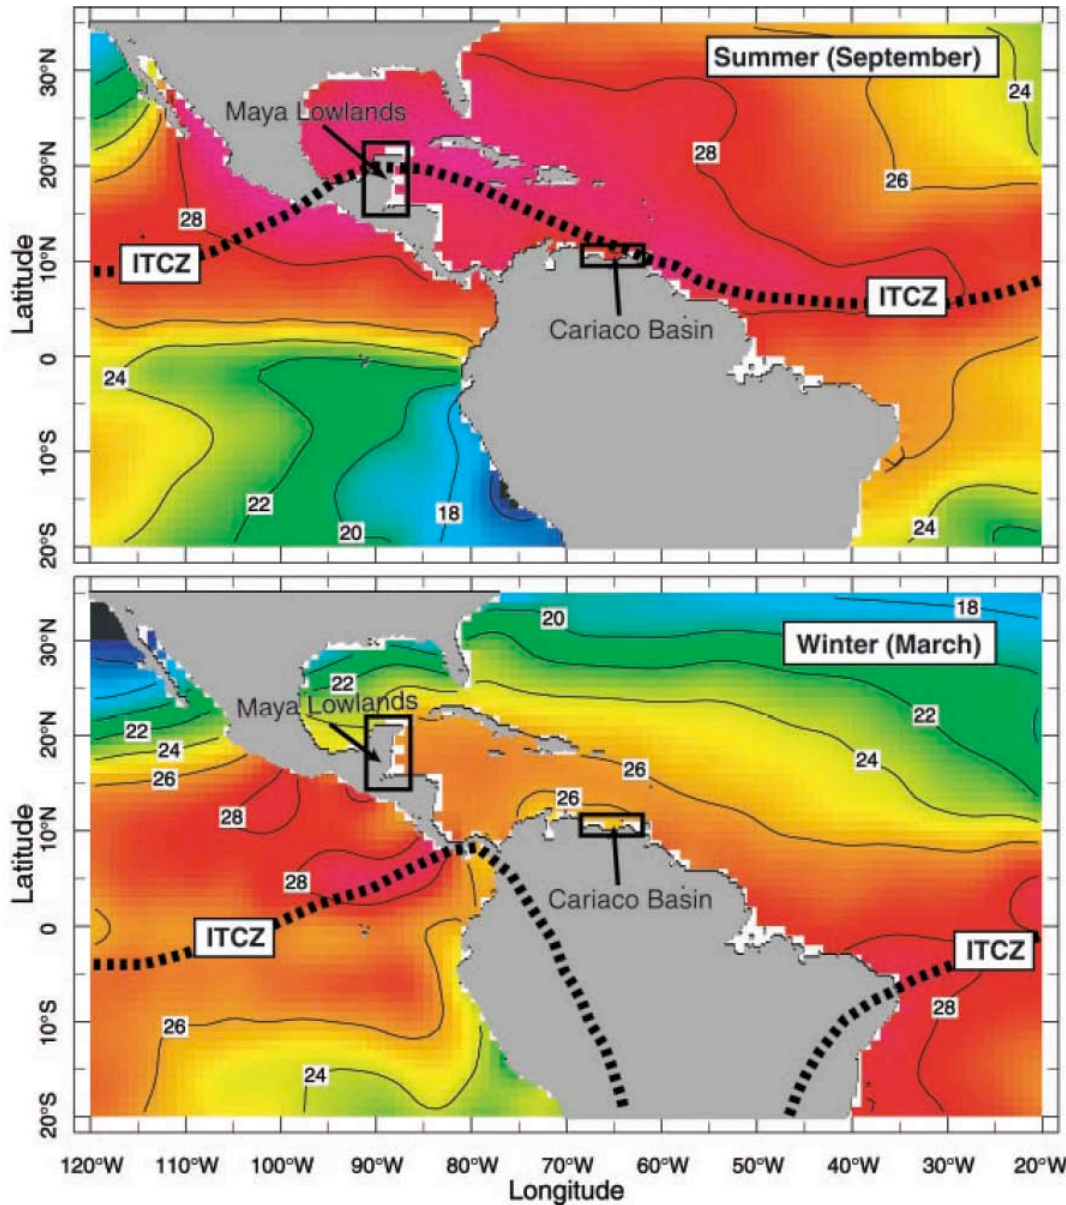 Summer (September)
30°N
24
Maya Lowlands
28
20°N
26
28
Latitude
10°N
ITCZ
ITCZ
Cariaco Basin
0
24
10°S
22
20
18
24
20°S
20
18
30°N
Winter (March)
22
Maya Lowlands
22
22
20°N
24
26
26
24
28
26
Latitude
10°N
28
Cariaco Basin
0
ITCZ
ITCZ
28
10°S
26
24
20°S
120°W
110°W
100°W
90°W
80°W
70°W
60°W
50°W
40°W
30°W
20°W
Longitude